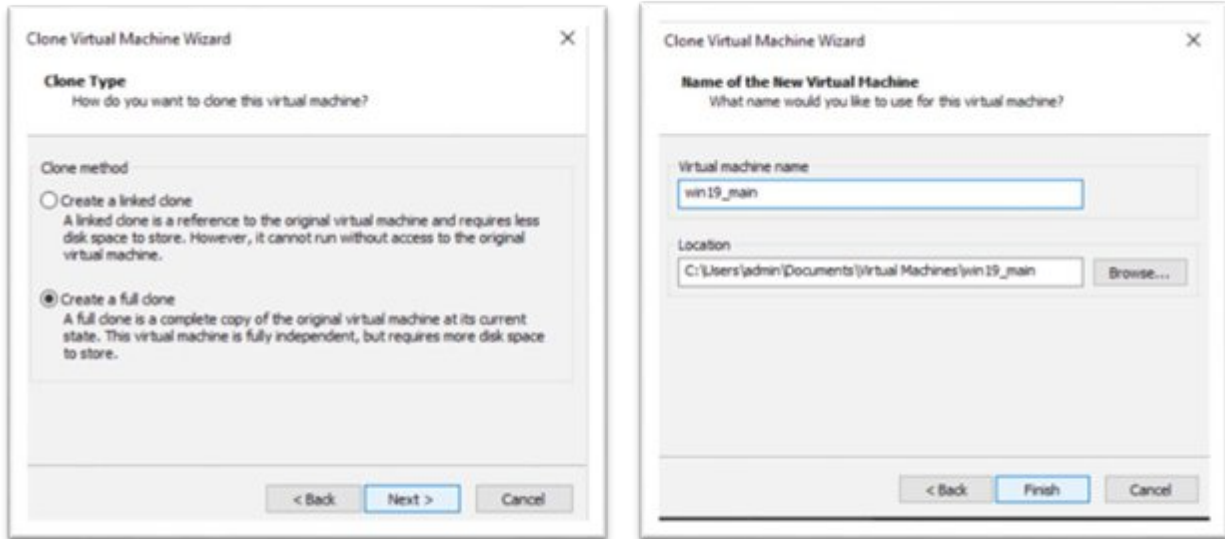 Clone Virtual Machine Wizard
Clone Type
How do you want to clone this virtual machine?
Clone method
Create a linked clone
A linked clone is a reference to the original virtual machine and requires less
disk space to store. However, it cannot run without access to the original
virtual machine.
Create a full clone
A full clone is a complete copy of the original virtual machine at its current
state. This virtual machine is fully independent, but requires more disk space
to store.
< Back
Next >
Cancel
Clone Virtual Machine Wizard
Name of the New Virtual Machine
What name would you like to use for this virtual machine?
Virtual machine name
win19_main
Location
C:\Users\admin\Documents\Virtual Machines\win19_main
Browse...
< Back
Finish
Cancel